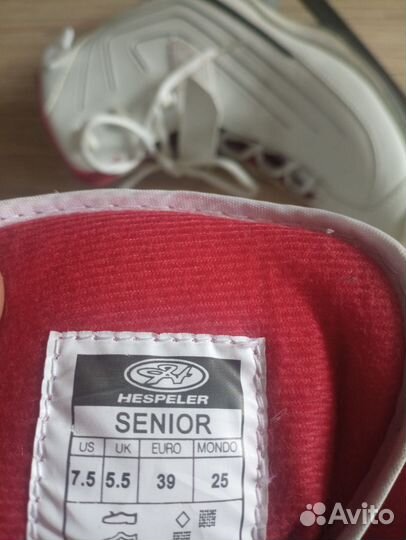 HESPELER
SENIOR
US UK EURO MONDO
7.5 5.5 39 25
Avito